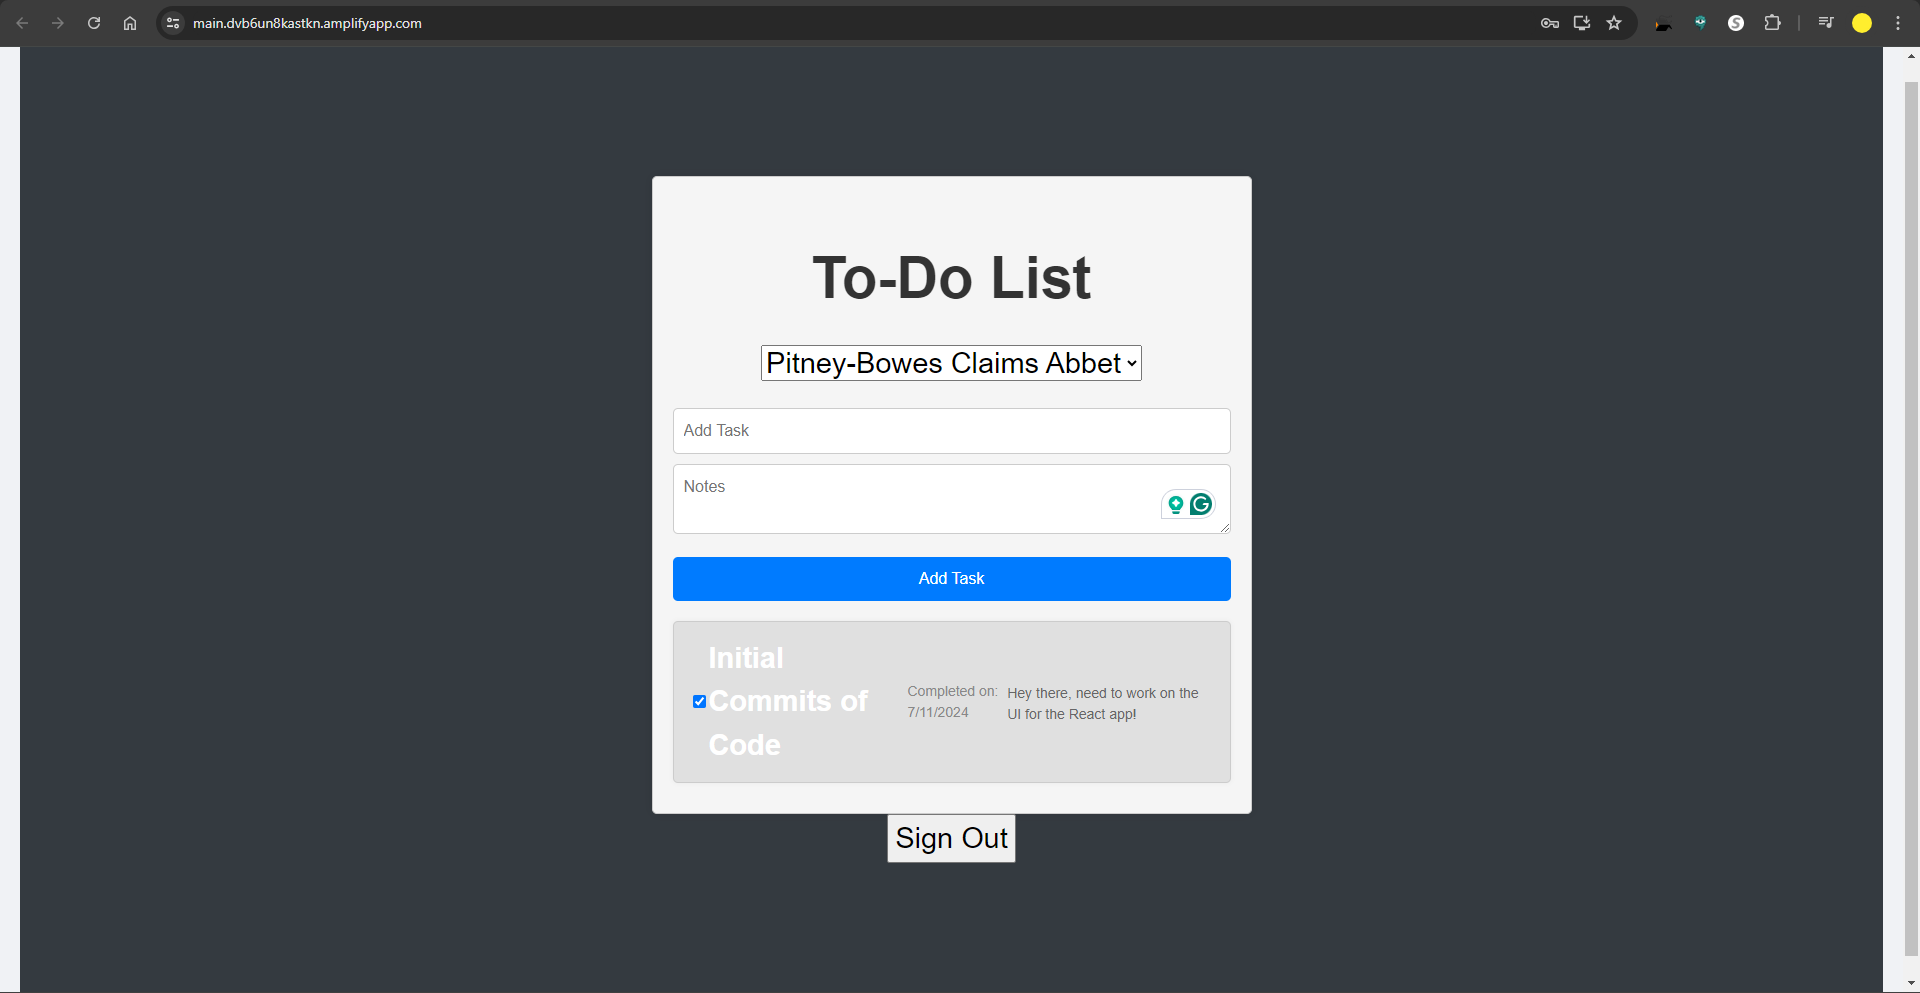 main.dvb6un8kastkn.amplifyapp.com
To-Do List
Pitney-Bowes Claims Abbet
Add Task
Notes
Add Task
Initial
Commits of
Code
Completed on:
7/11/2024
Hey there, need to work on the
UI for the React app!
Sign Out